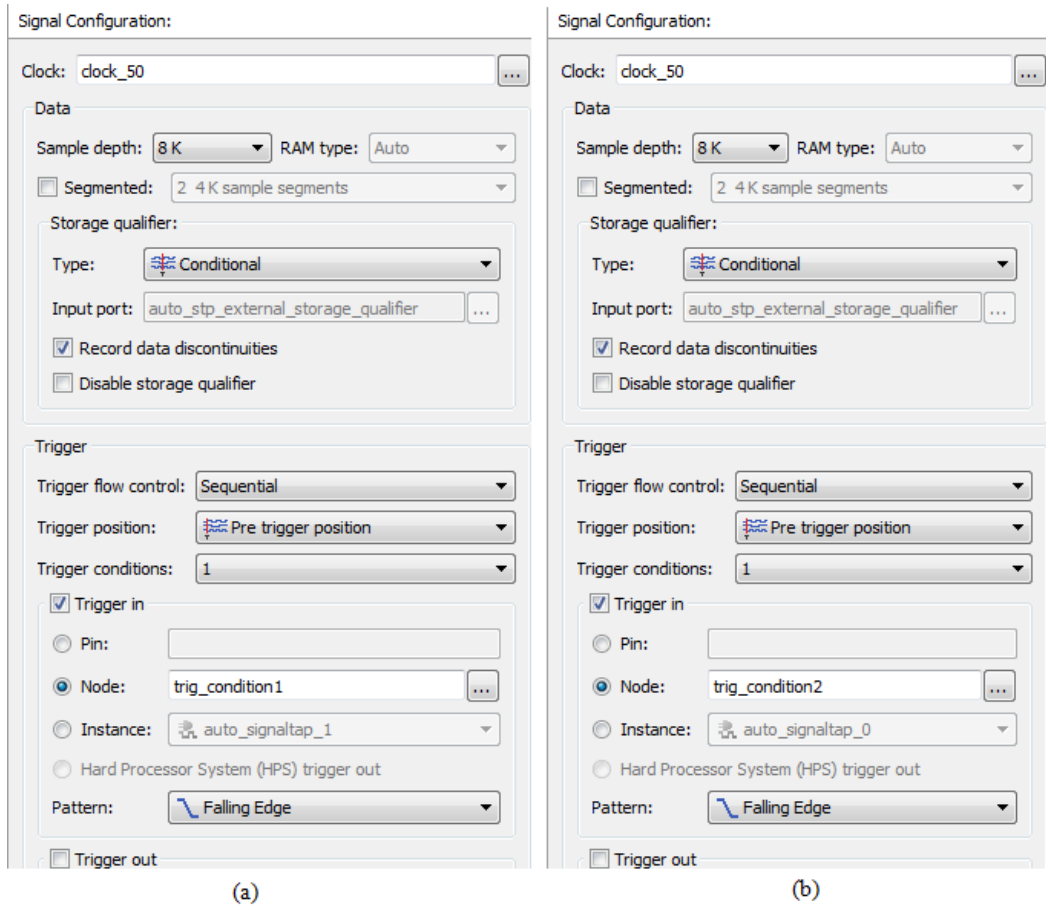 Signal Configuration:
Clock: clock_50 ...
Data
Sample depth: 8 K RAM type: Auto
Segmented: 2 4 K sample segments
Storage qualifier:
Type: Conditional
Input port: auto_stp_external_storage_qualifier ...
Record data discontinuities
Disable storage qualifier
Trigger
Trigger flow control: Sequential
Trigger position: Pre trigger position
Trigger conditions: 1
Trigger in
Pin:
Node: trig_condition1 ...
Instance: auto_signaltap_1
Hard Processor System (HPS) trigger out
Pattern: Falling Edge
Trigger out
(a)
Signal Configuration:
Clock: clock_50 ...
Data
Sample depth: 8 K RAM type: Auto
Segmented: 2 4 K sample segments
Storage qualifier:
Type: Conditional
Input port: auto_stp_external_storage_qualifier ...
Record data discontinuities
Disable storage qualifier
Trigger
Trigger flow control: Sequential
Trigger position: Pre trigger position
Trigger conditions: 1
Trigger in
Pin:
Node: trig_condition2 ...
Instance: auto_signaltap_0
Hard Processor System (HPS) trigger out
Pattern: Falling Edge
Trigger out
(b)